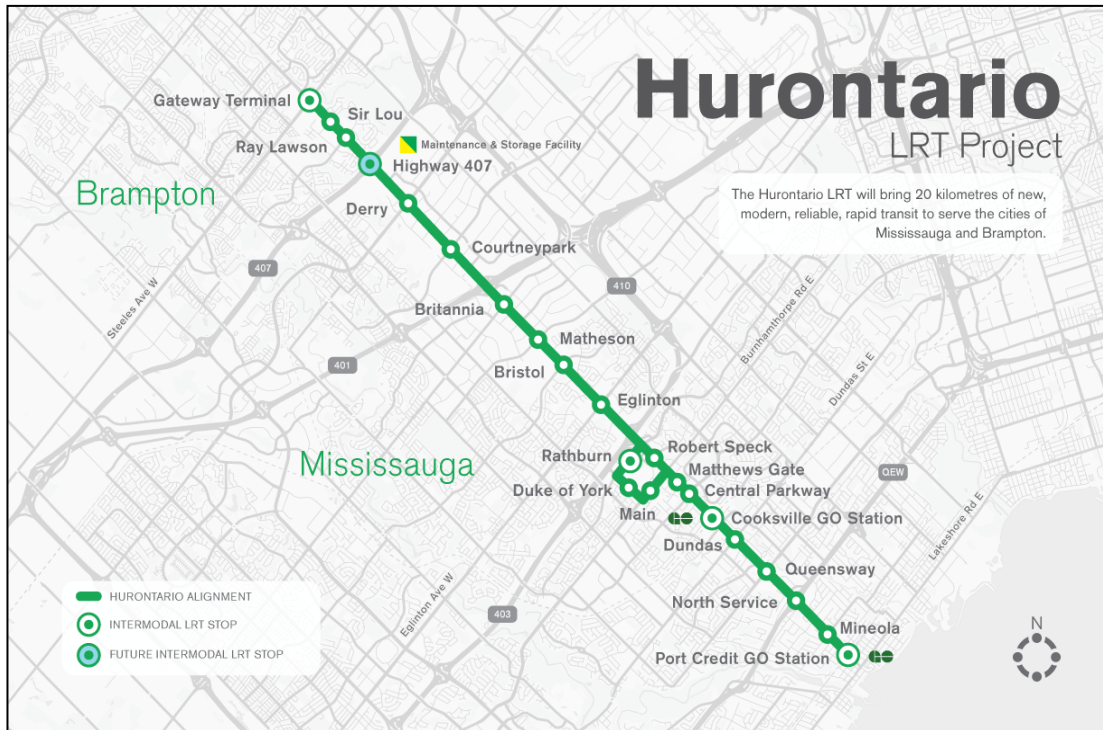 Hurontario
LRT Project
The Hurontario LRT will bring 20 kilometres of new,
modern, reliable, rapid transit to serve the cities of
Mississauga and Brampton.
Gateway Terminal
Sir Lou
Ray Lawson
Maintenance & Storage Facility
Highway 407
Brampton
Derry
Courtneypark
407
410
Steeles Ave W
Britannia
Burnhamthorpe Rd E
Matheson
401
Bristol
Dundas St E
Eglinton
Mississauga
Rathburn
Robert Speck
Matthews Gate
QEW
Duke of York
Central Parkway
Main
GO
Cooksville GO Station
Lakeshore Rd E
Dundas
Queensway
Eglinton Ave W
403
North Service
Mineola
Port Credit GO Station
GO
HURONTARIO ALIGNMENT
INTERMODAL LRT STOP
FUTURE INTERMODAL LRT STOP
N